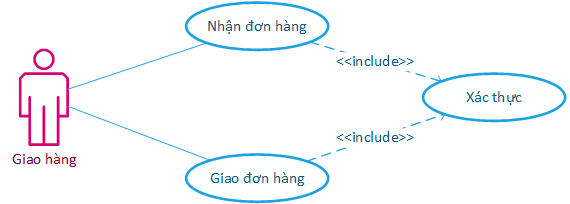 Nhận đơn hàng
<<include>>
Xác thực
<<include>>
Giao hàng
Giao đơn hàng